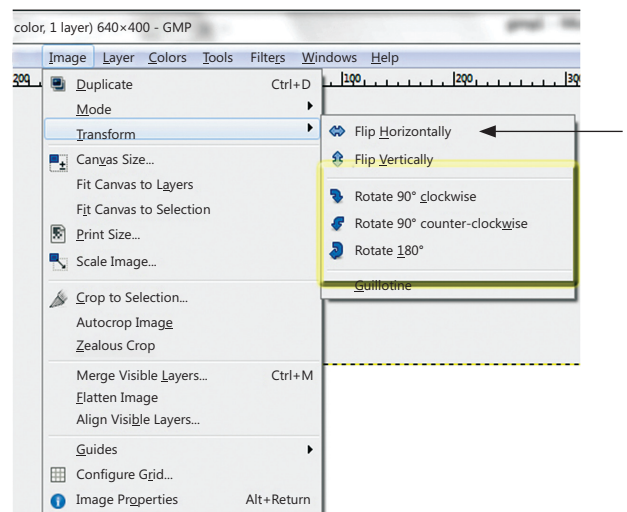 color, 1 layer) 640×400 - GMP
Image Layer Colors Tools Filters Windows Help
200 100 200
Duplicate Ctrl+D
Mode
Transform
Canvas Size...
Fit Canvas to Layers
Fit Canvas to Selection
Print Size...
Scale Image...
Crop to Selection...
Autocrop Image
Zealous Crop
Merge Visible Layers... Ctrl+M
Flatten Image
Align Visible Layers...
Guides
Configure Grid...
Image Properties Alt+Return
Flip Horizontally
Flip Vertically
Rotate 90° clockwise
Rotate 90° counter-clockwise
Rotate 180°
Guillotine